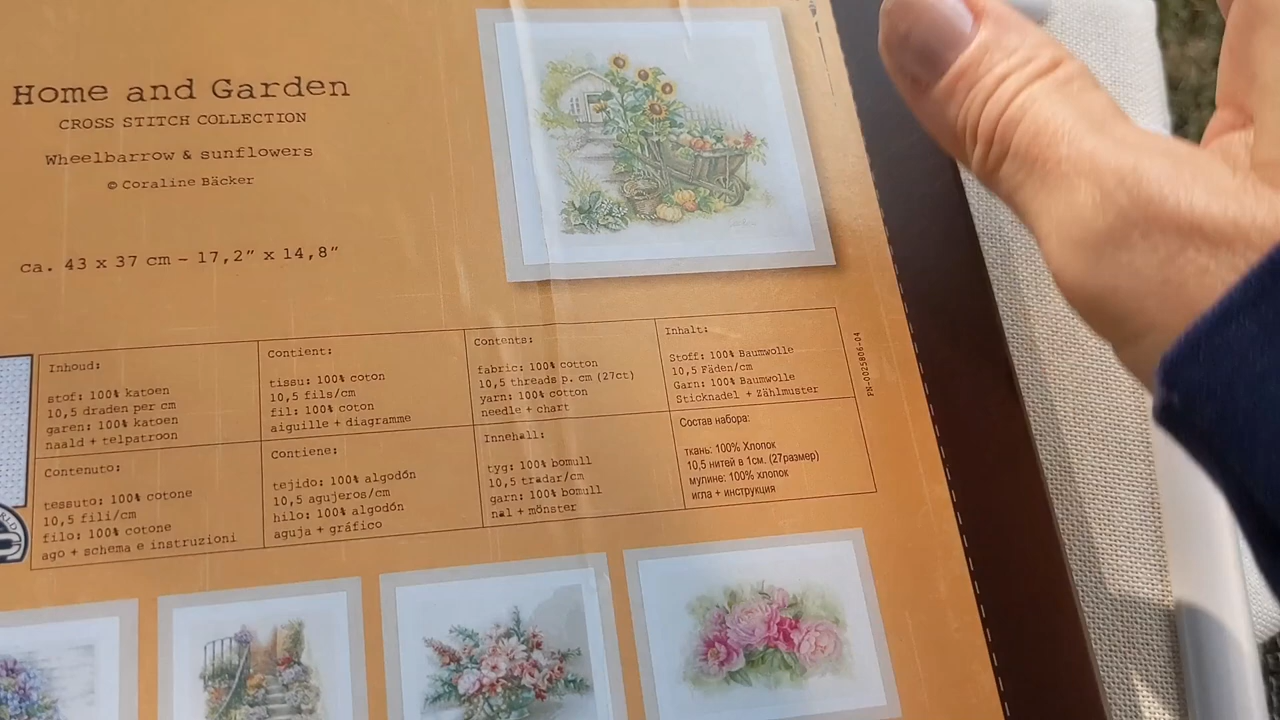 Home and Garden
CROSS STITCH COLLECTION
Wheelbarrow & sunflowers
© Coraline Bäcker
ca. 43 x 37 cm - 17,2" x 14,8"
Inhoud:
stof: 100% katoen
10,5 draden per cm
garen: 100% katoen
naald + telpatroon
Contient:
tissu: 100% coton
10,5 fils/cm
fil: 100% coton
aiguille + diagramme
Contents:
fabric: 100% cotton
10,5 threads p. cm (27ct)
yarn: 100% cotton
needle + chart
Inhalt:
Stoff: 100% Baumwolle
10,5 Fäden/cm
Garn: 100% Baumwolle
Sticknadel + Zählmuster
Contenuto:
tessuto: 100% cotone
10,5 fili/cm
filo: 100% cotone
ago + schema e instruzioni
Contiene:
tejido: 100% algodón
10,5 agujeros/cm
hilo: 100% algodón
aguja + gráfico
Innehall:
tyg: 100% bomull
10,5 trådar/cm
garn: 100% bomull
nål + mönster
Состав набора:
ткань: 100% Хлопок
10,5 нитей в 1см. (27размер)
мулине: 100% хлопок
игла + инструкция
PN-0025806-04